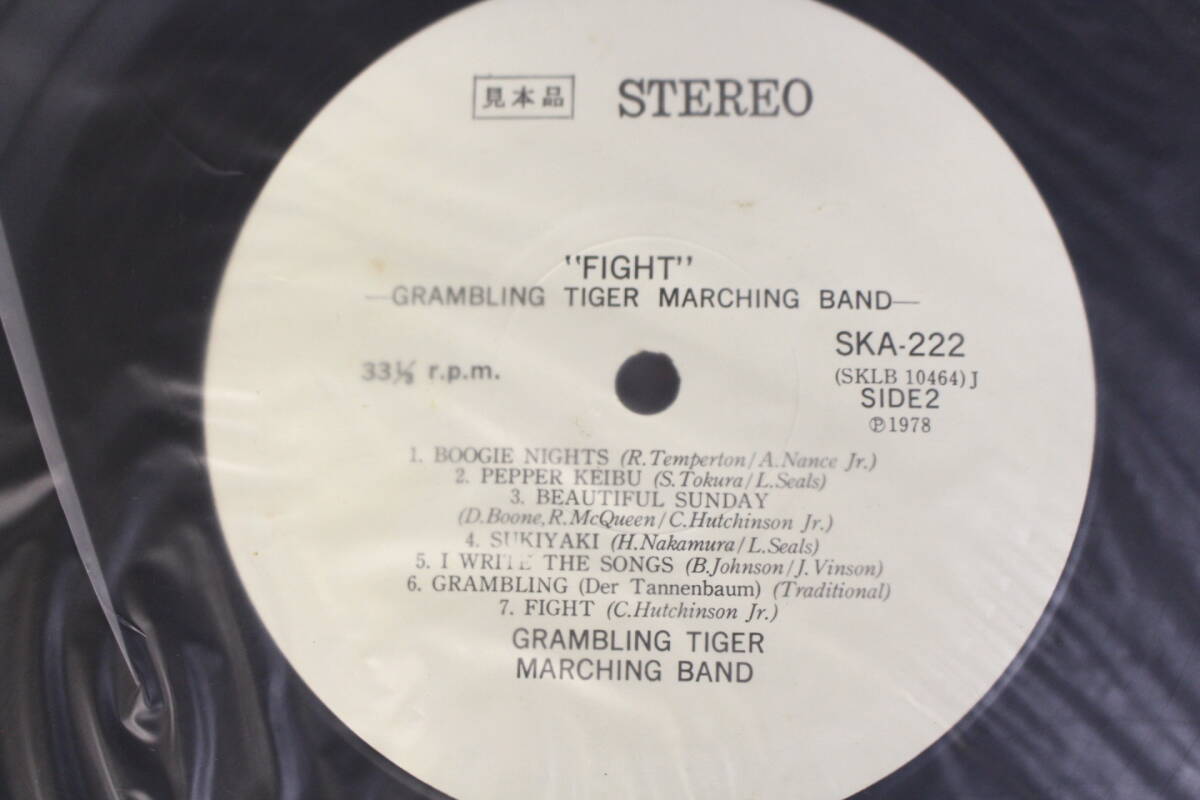 見本品 STEREO
"FIGHT"
—GRAMBLING TIGER MARCHING BAND—
33⅓ r.p.m.
SKA-222
(SKLB 10464) J
SIDE2
℗1978
1. BOOGIE NIGHTS (R. Temperton/A. Nance Jr.)
2. PEPPER KEIBU (S. Tokura/L. Seals)
3. BEAUTIFUL SUNDAY
(D. Boone, R. McQueen/C. Hutchinson Jr.)
4. SUKIYAKI (H. Nakamura/L. Seals)
5. I WRITE THE SONGS (B. Johnson/J. Vinson)
6. GRAMBLING (Der Tannenbaum) (Traditional)
7. FIGHT (C. Hutchinson Jr.)
GRAMBLING TIGER
MARCHING BAND